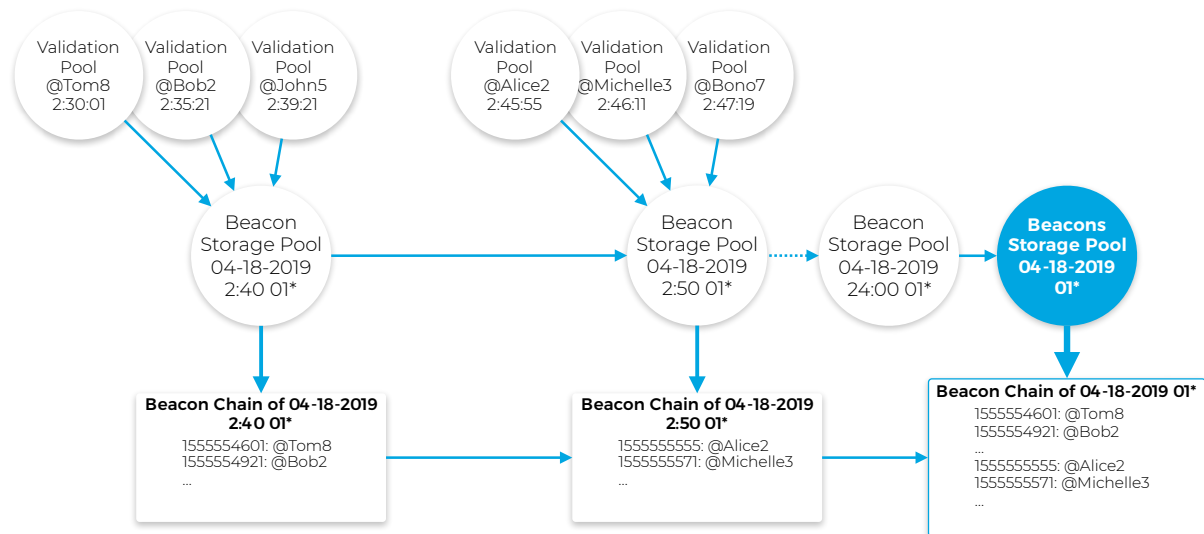 Validation
Pool
@Tom8
2:30:01
Validation
Pool
@Bob2
2:35:21
Validation
Pool
@John5
2:39:21
Validation
Pool
@Alice2
2:45:55
Validation
Pool
@Michelle3
2:46:11
Validation
Pool
@Bono7
2:47:19
Beacon
Storage Pool
04-18-2019
2:40 01*
Beacon
Storage Pool
04-18-2019
2:50 01*
Beacon
Storage Pool
04-18-2019
24:00 01*
Beacons
Storage Pool
04-18-2019
01*
Beacon Chain of 04-18-2019
2:40 01*
1555554601: @Tom8
1555554921: @Bob2
...
Beacon Chain of 04-18-2019
2:50 01*
1555555555: @Alice2
1555555571: @Michelle3
...
Beacon Chain of 04-18-2019 01*
1555554601: @Tom8
1555554921: @Bob2
...
1555555555: @Alice2
1555555571: @Michelle3
...